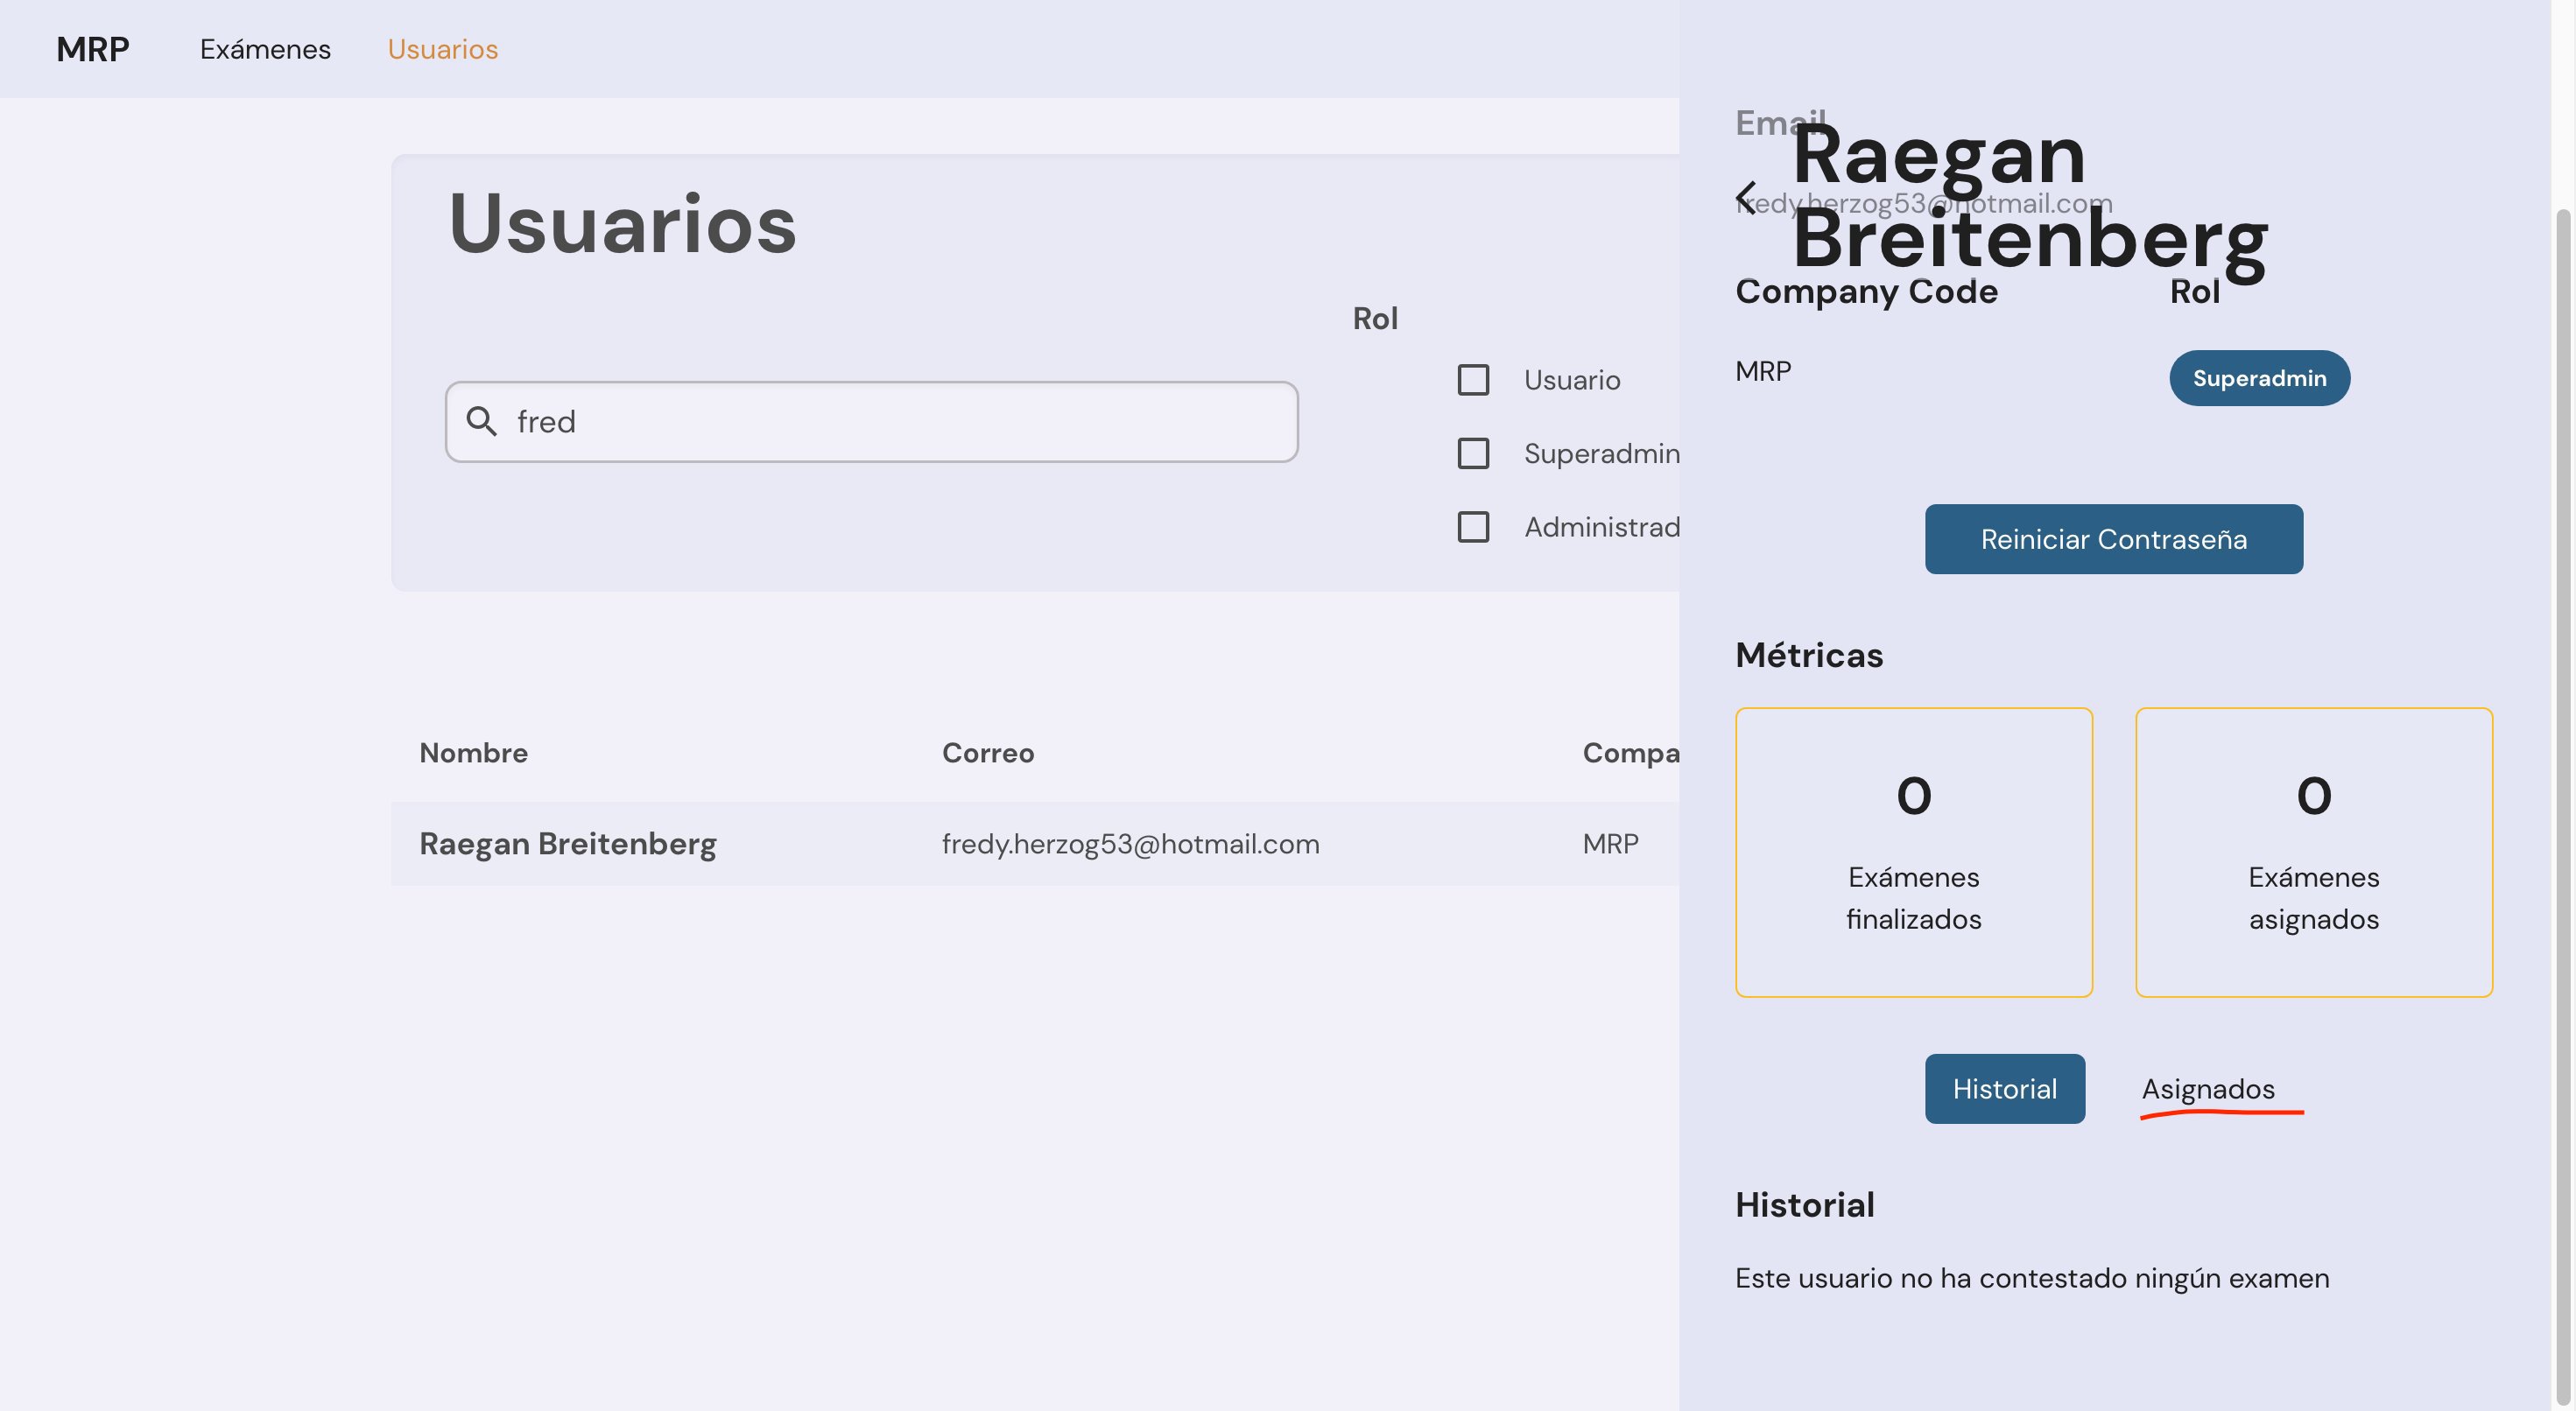 MRP Exámenes Usuarios
Usuarios
fred
Rol
Usuario
Superadmin
Administrad
Nombre Correo Compa
Raegan Breitenberg fredy.herzog53@hotmail.com MRP
Email
Raegan
Breitenberg
fredy.herzog53@hotmail.com
Company Code Rol
MRP Superadmin
Reiniciar Contraseña
Métricas
0 0
Exámenes Exámenes
finalizados asignados
Historial Asignados
Historial
Este usuario no ha contestado ningún examen